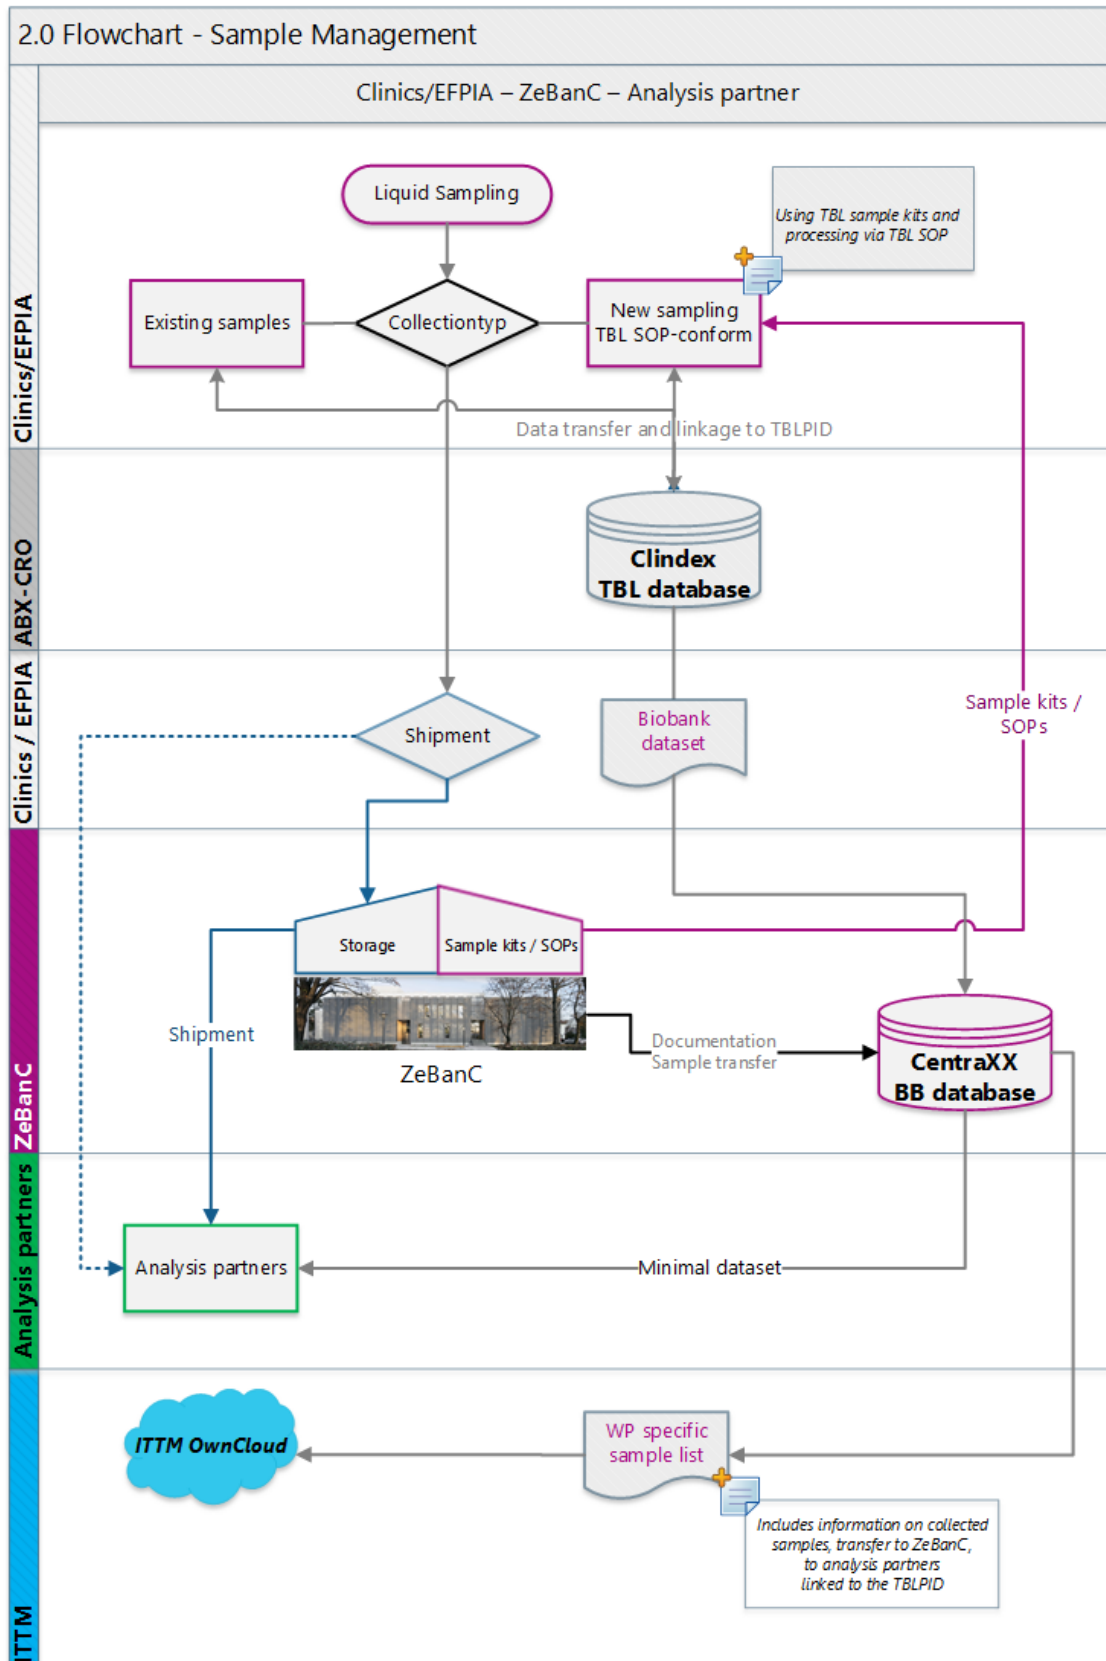 2.0 Flowchart - Sample Management
Clinics/EFPIA – ZeBanC – Analysis partner
Clinics/EFPIA
Liquid Sampling
Using TBL sample kits and
processing via TBL SOP
Existing samples
Collectiontyp
New sampling
TBL SOP-conform
Data transfer and linkage to TBLPID
ABX-CRO
Clindex
TBL database
Clinics / EFPIA
Shipment
Biobank
dataset
Sample kits /
SOPs
ZeBanC
Storage
Sample kits / SOPs
Shipment
ZeBanC
Documentation
Sample transfer
CentraXX
BB database
Analysis partners
Analysis partners
Minimal dataset
ITTM
ITTM OwnCloud
WP specific
sample list
Includes information on collected
samples, transfer to ZeBanC,
to analysis partners
linked to the TBLPID